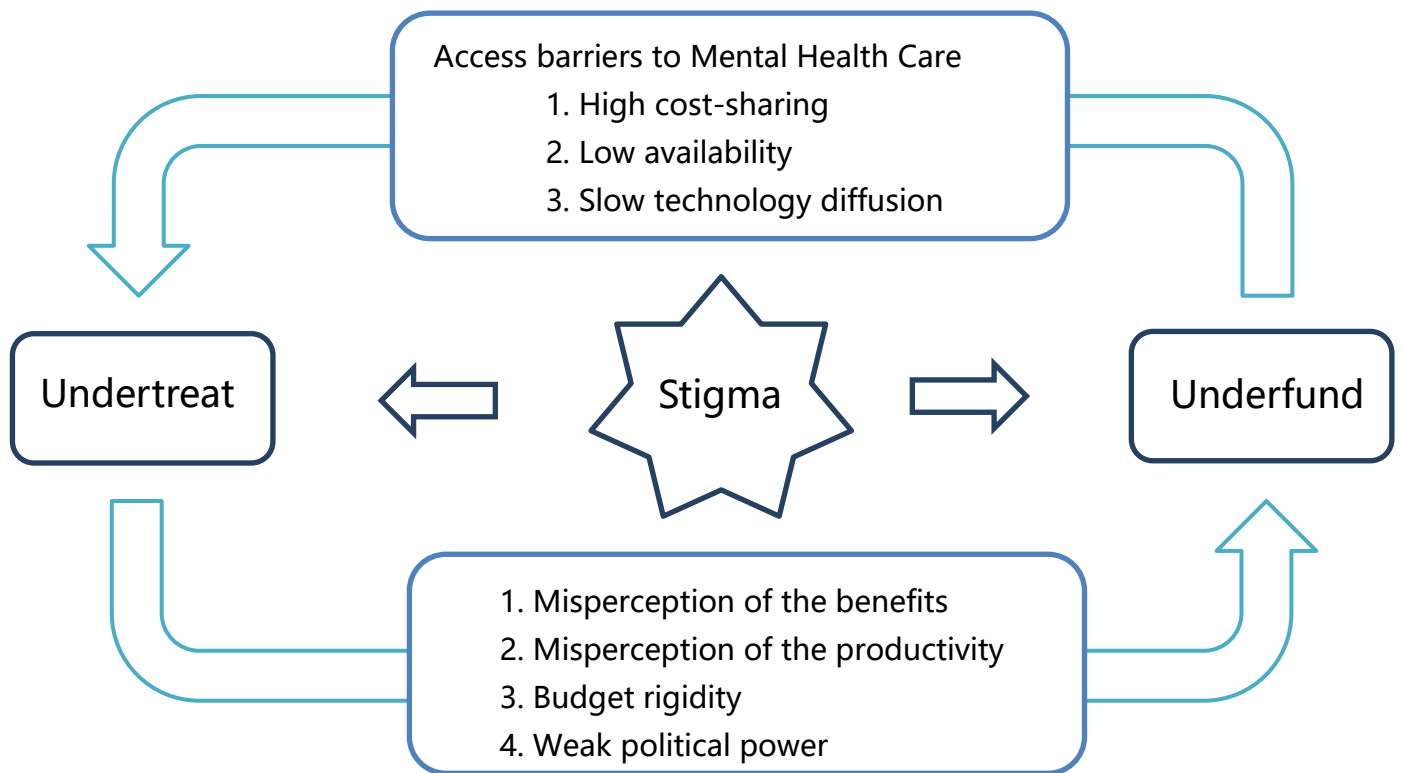 Access barriers to Mental Health Care
1. High cost-sharing
2. Low availability
3. Slow technology diffusion
Undertreat
Stigma
Underfund
1. Misperception of the benefits
2. Misperception of the productivity
3. Budget rigidity
4. Weak political power